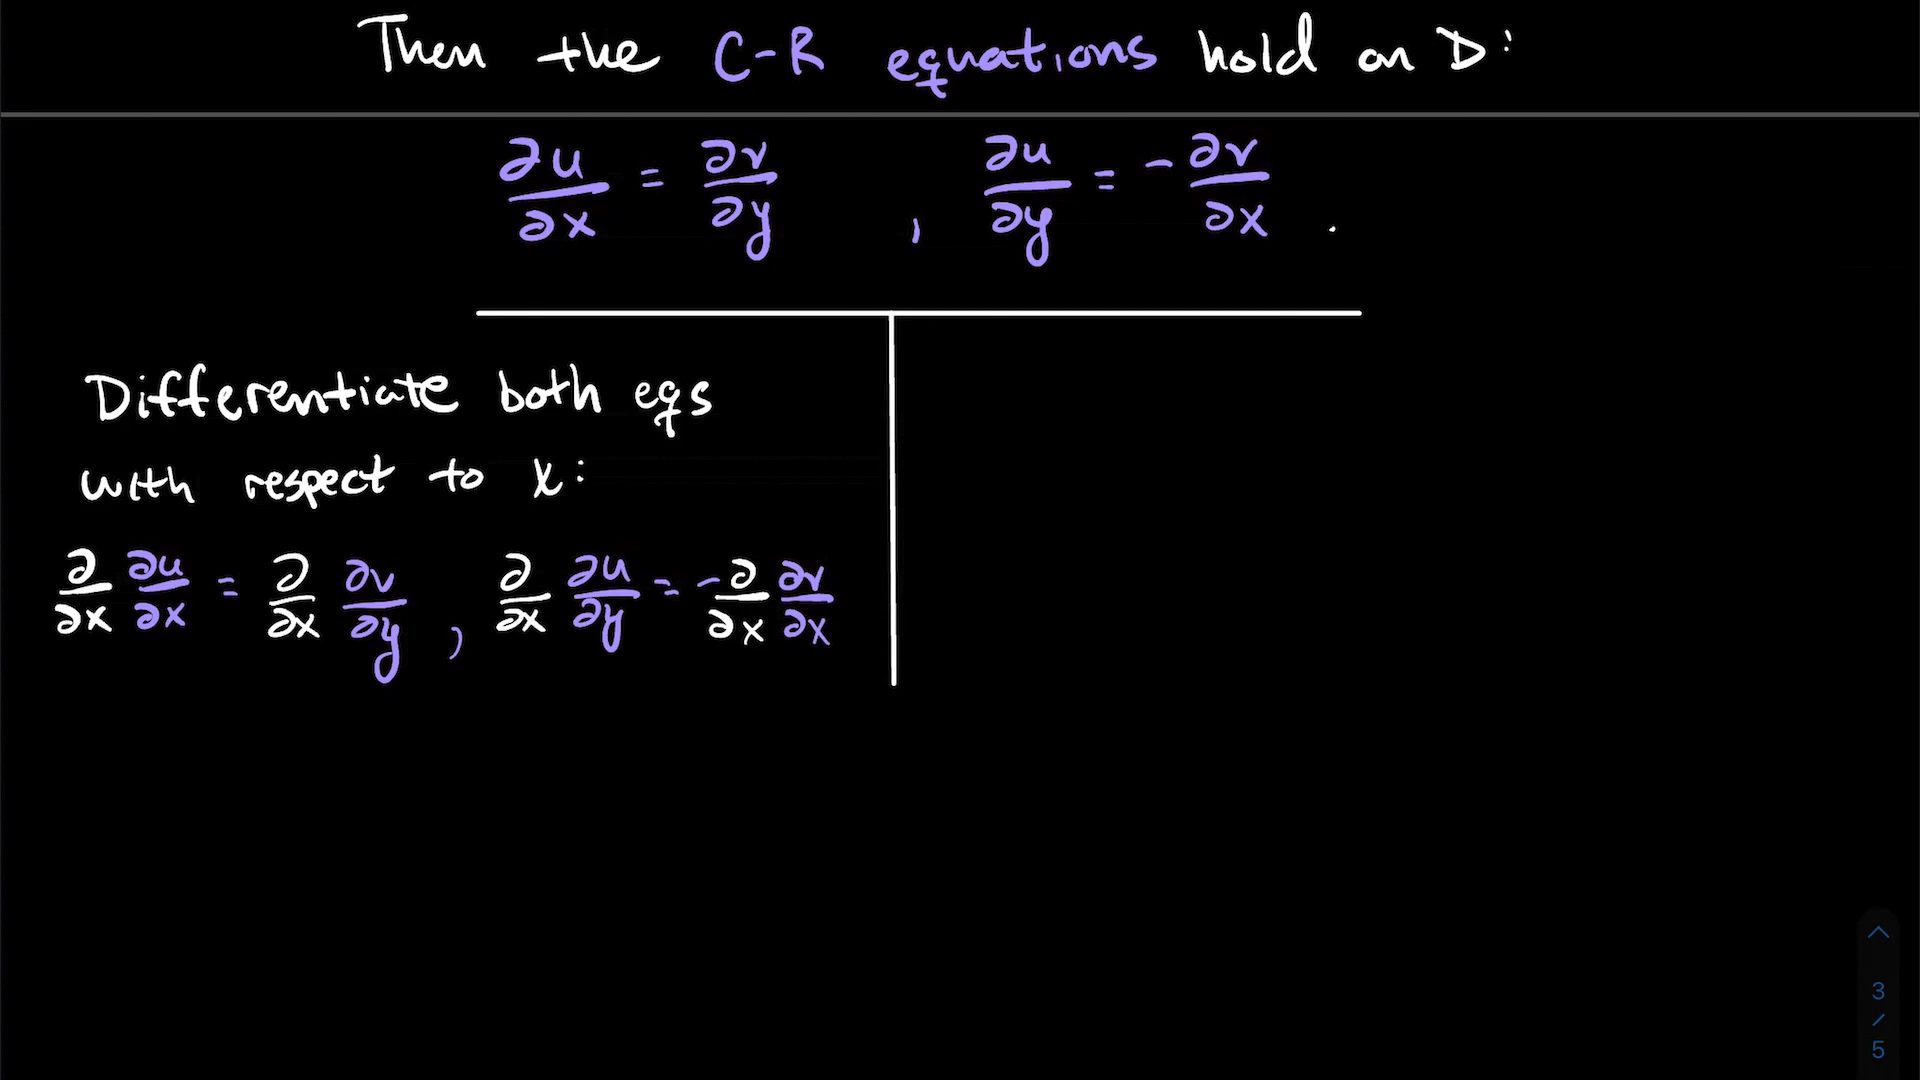 Then the C-R equations hold on D:
∂u/∂x = ∂v/∂y , ∂u/∂y = -∂v/∂x .
Differentiate both eqs
with respect to x:
∂/∂x ∂u/∂x = ∂/∂x ∂v/∂y , ∂/∂x ∂u/∂y = -∂/∂x ∂v/∂x
3
/
5